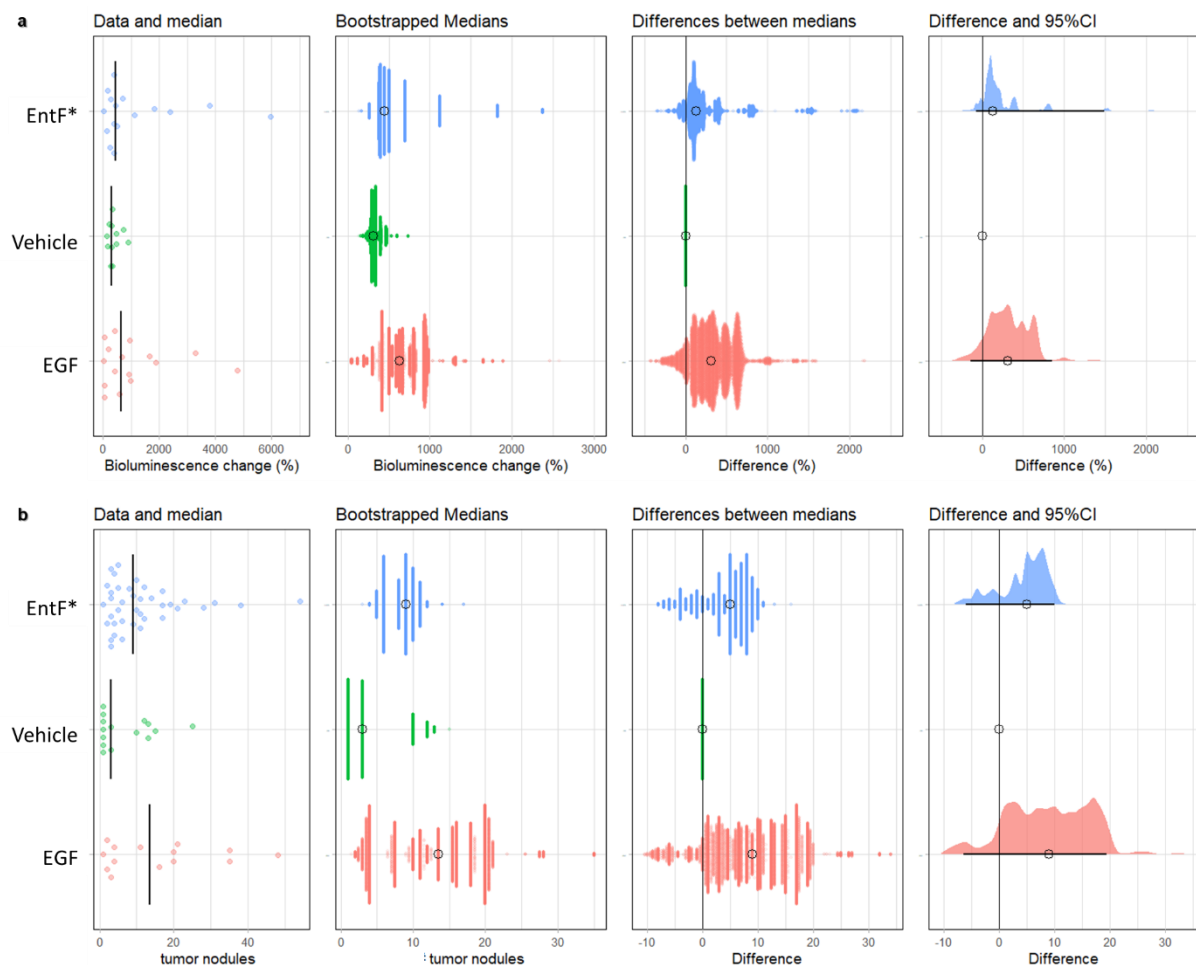 a
Data and median
Bootstrapped Medians
Differences between medians
Difference and 95%CI
EntF*
Vehicle
EGF
0 2000 4000 6000
0 1000 2000 3000
0 1000 2000
0 1000 2000
Bioluminescence change (%)
Bioluminescence change (%)
Difference (%)
Difference (%)
b
Data and median
Bootstrapped Medians
Differences between medians
Difference and 95%CI
EntF*
Vehicle
EGF
0 20 40
0 10 20 30
-10 0 10 20 30
-10 0 10 20 30
tumor nodules
tumor nodules
Difference
Difference